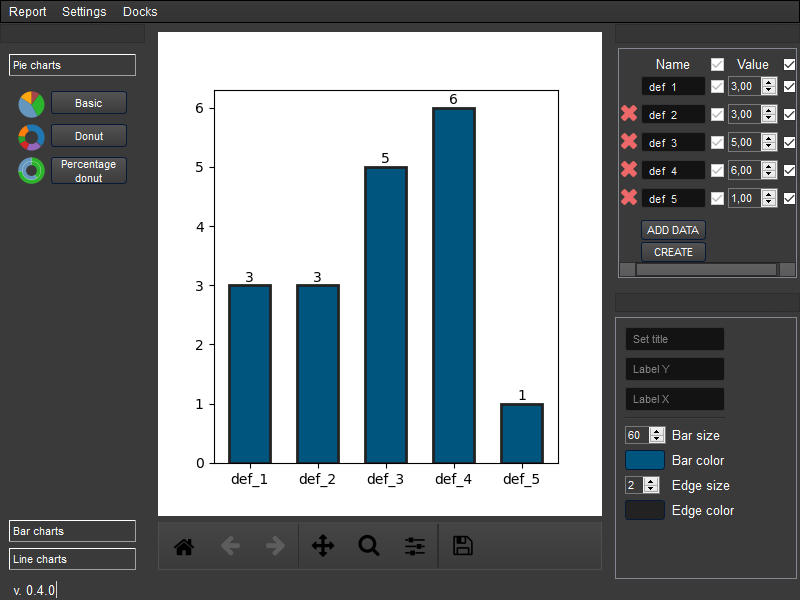 Report Settings Docks
Pie charts
Basic
Donut
Percentage
donut
Bar charts
Line charts
v. 0.4.0
6
5
4
3
2
1
0
3
3
5
6
1
def_1 def_2 def_3 def_4 def_5
Name Value
def 1 3,00
def 2 3,00
def 3 5,00
def 4 6,00
def 5 1,00
ADD DATA
CREATE
Set title
Label Y
Label X
60 Bar size
Bar color
2 Edge size
Edge color